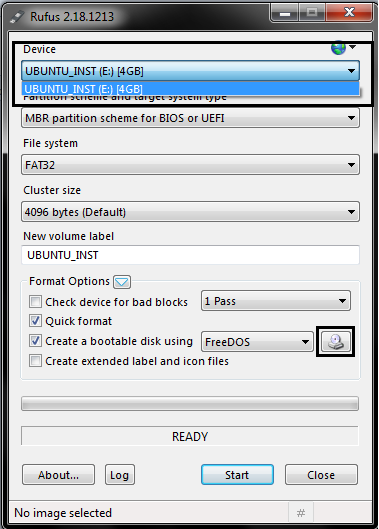 Rufus 2.18.1213
Device
UBUNTU_INST (E:) [4GB]
UBUNTU_INST (E:) [4GB]
Partition scheme and target system type
MBR partition scheme for BIOS or UEFI
File system
FAT32
Cluster size
4096 bytes (Default)
New volume label
UBUNTU_INST
Format Options
Check device for bad blocks 1 Pass
Quick format
Create a bootable disk using FreeDOS
Create extended label and icon files
READY
About... Log Start Close
No image selected #